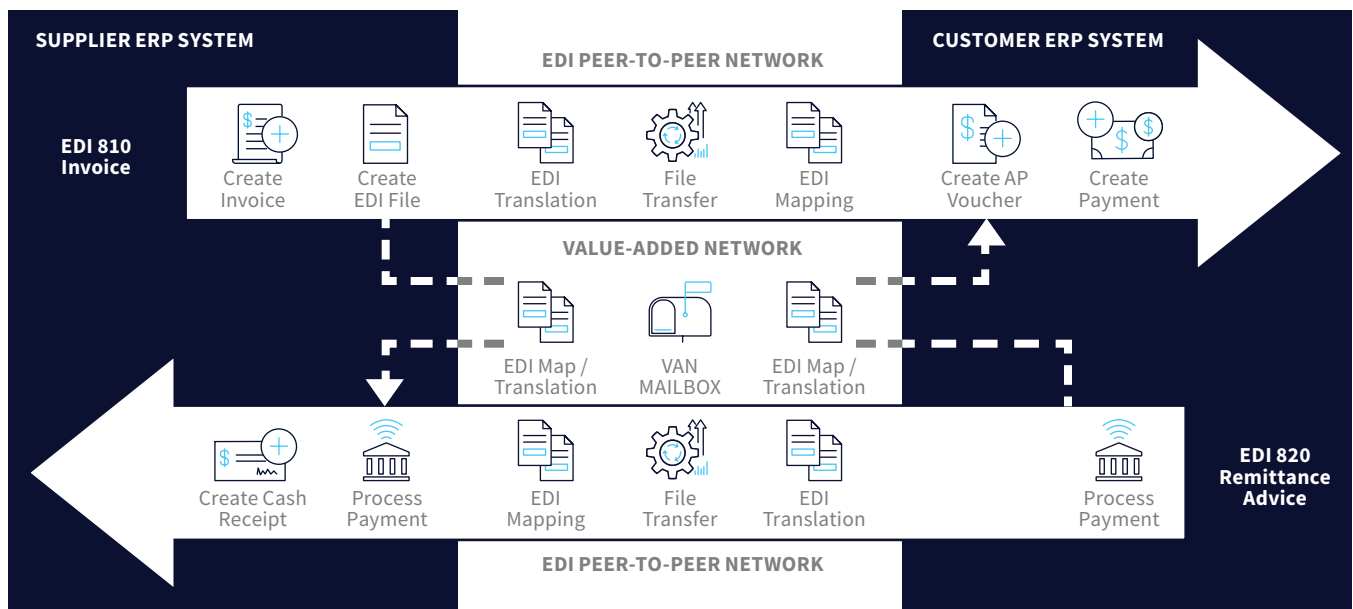 SUPPLIER ERP SYSTEM
EDI PEER-TO-PEER NETWORK
CUSTOMER ERP SYSTEM
EDI 810
Invoice
$
Create
Invoice
Create
EDI File
EDI
Translation
File
Transfer
EDI
Mapping
$
Create AP
Voucher
$
$
Create
Payment
VALUE-ADDED NETWORK
EDI Map /
Translation
VAN
MAILBOX
EDI Map /
Translation
$
Create Cash
Receipt
Process
Payment
EDI
Mapping
File
Transfer
EDI
Translation
Process
Payment
EDI 820
Remittance
Advice
EDI PEER-TO-PEER NETWORK